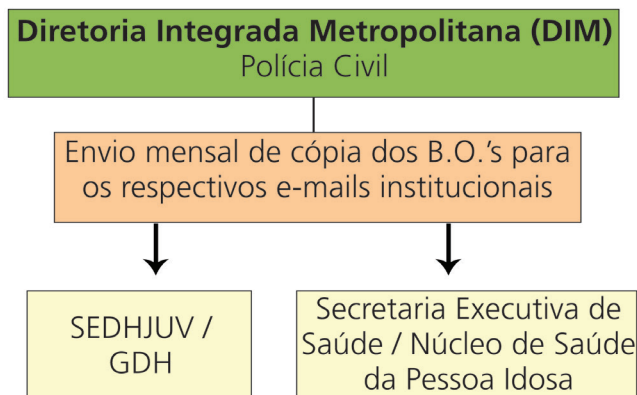 Diretoria Integrada Metropolitana (DIM)
Polícia Civil
Envio mensal de cópia dos B.O.’s para
os respectivos e-mails institucionais
SEDHJUV /
GDH
Secretaria Executiva de
Saúde / Núcleo de Saúde
da Pessoa Idosa